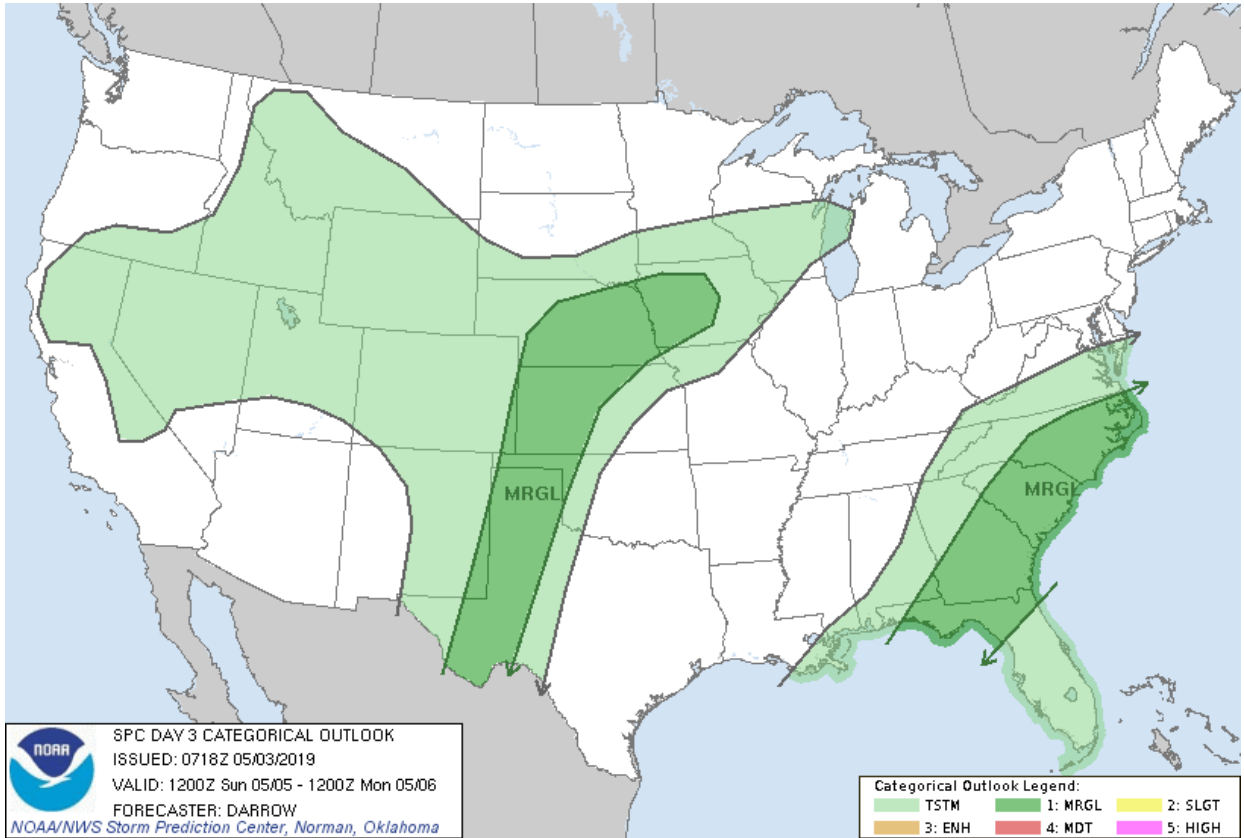 MRGL
MRGL
NOAA
SPC DAY 3 CATEGORICAL OUTLOOK
ISSUED: 0718Z 05/03/2019
VALID: 1200Z Sun 05/05 - 1200Z Mon 05/06
FORECASTER: DARROW
NOAA/NWS Storm Prediction Center, Norman, Oklahoma
Categorical Outlook Legend:
TSTM 1: MRGL 2: SLGT
3: ENH 4: MDT 5: HIGH